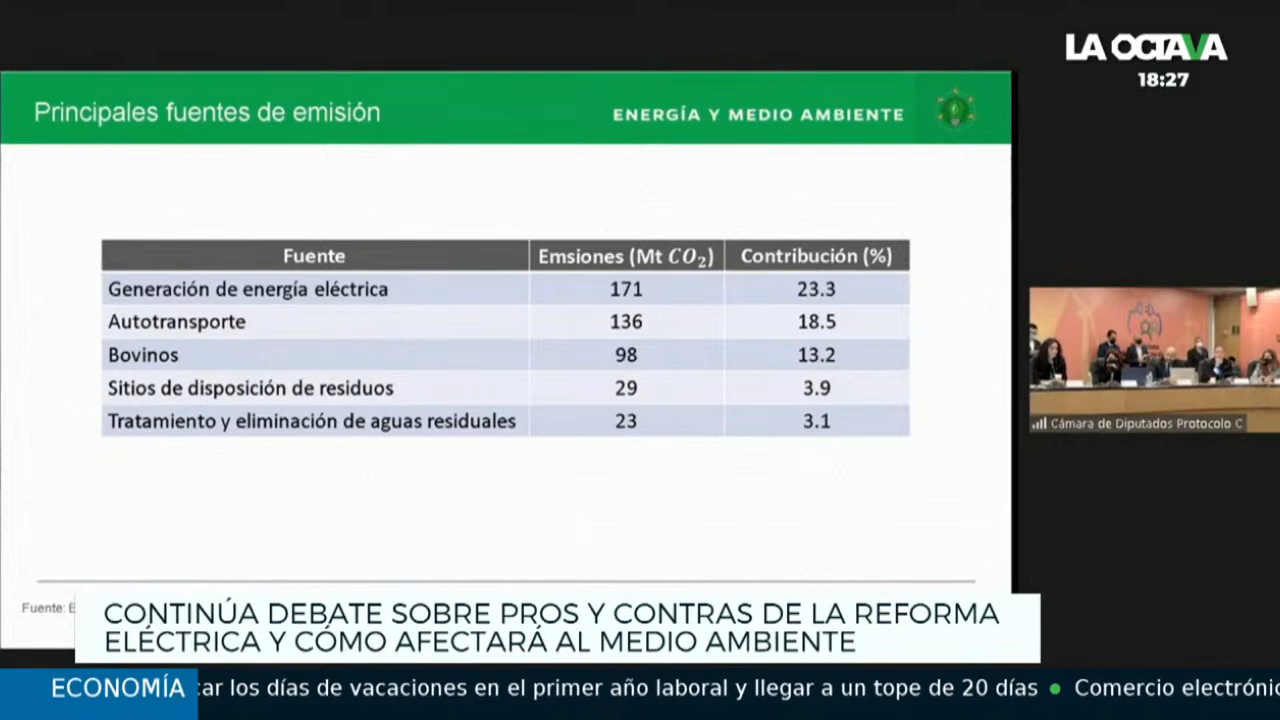 LA OCTAVA
18:27
Principales fuentes de emisión
ENERGÍA Y MEDIO AMBIENTE
Fuente Emsiones (Mt CO₂) Contribución (%)
Generación de energía eléctrica 171 23.3
Autotransporte 136 18.5
Bovinos 98 13.2
Sitios de disposición de residuos 29 3.9
Tratamiento y eliminación de aguas residuales 23 3.1
Cámara de Diputados Protocolo C
Fuente:
CONTINÚA DEBATE SOBRE PROS Y CONTRAS DE LA REFORMA
ELÉCTRICA Y CÓMO AFECTARÁ AL MEDIO AMBIENTE
ECONOMÍA car los días de vacaciones en el primer año laboral y llegar a un tope de 20 días • Comercio electrónic